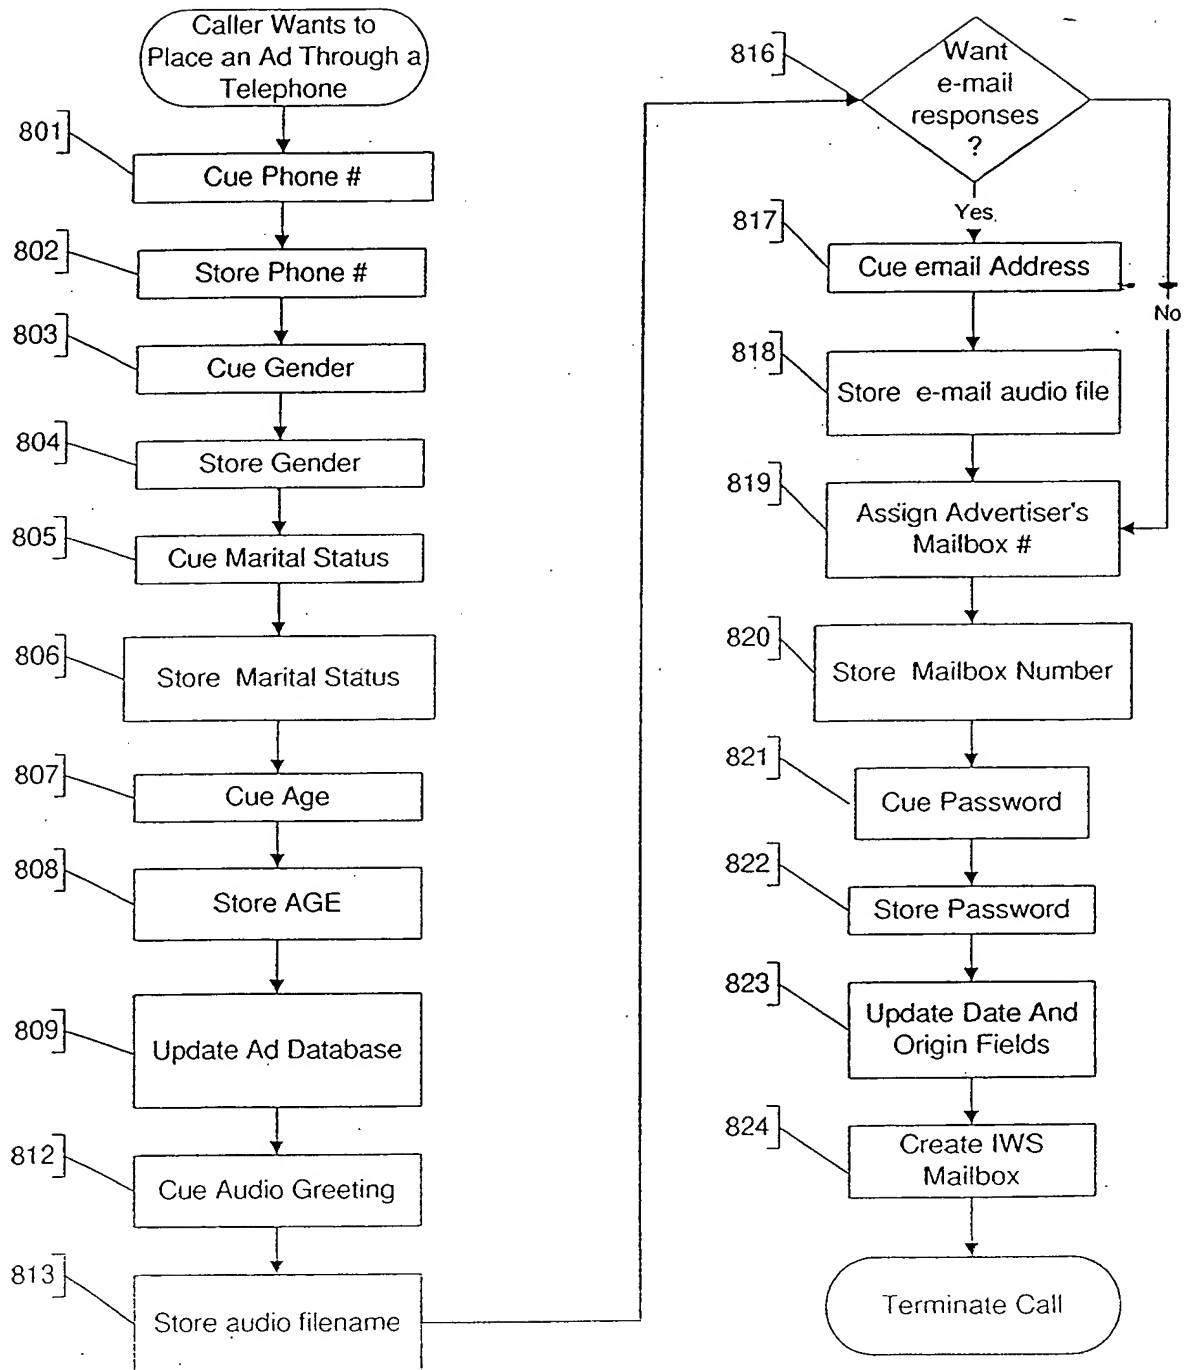 Caller Wants to
Place an Ad Through a
Telephone
801
Cue Phone #
802
Store Phone #
803
Cue Gender
804
Store Gender
805
Cue Marital Status
806
Store Marital Status
807
Cue Age
808
Store AGE
809
Update Ad Database
812
Cue Audio Greeting
813
Store audio filename
816
Want
e-mail
responses
?
Yes
No
817
Cue email Address
818
Store e-mail audio file
819
Assign Advertiser's
Mailbox #
820
Store Mailbox Number
821
Cue Password
822
Store Password
823
Update Date And
Origin Fields
824
Create IWS
Mailbox
Terminate Call